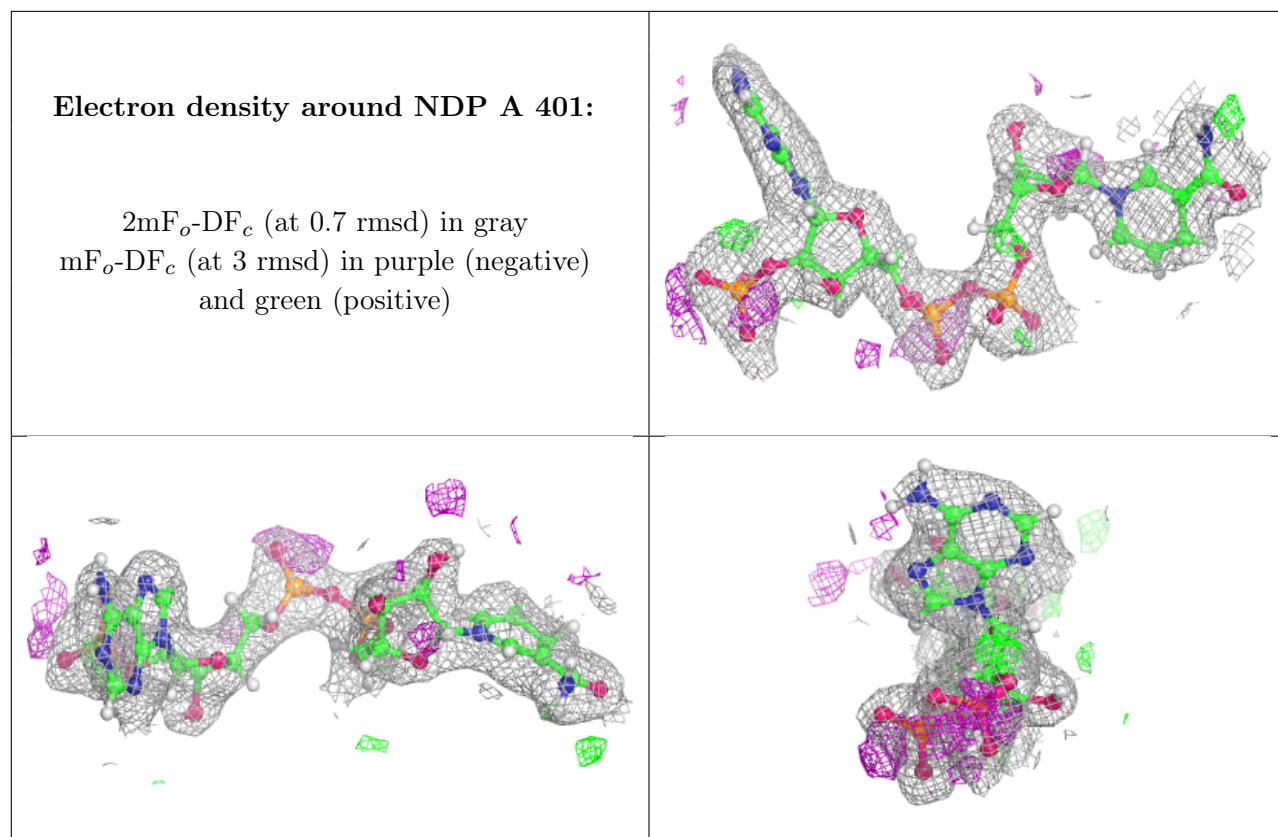 Electron density around NDP A 401:
2mFₒ-DF𝒸 (at 0.7 rmsd) in gray
mFₒ-DF𝒸 (at 3 rmsd) in purple (negative)
and green (positive)